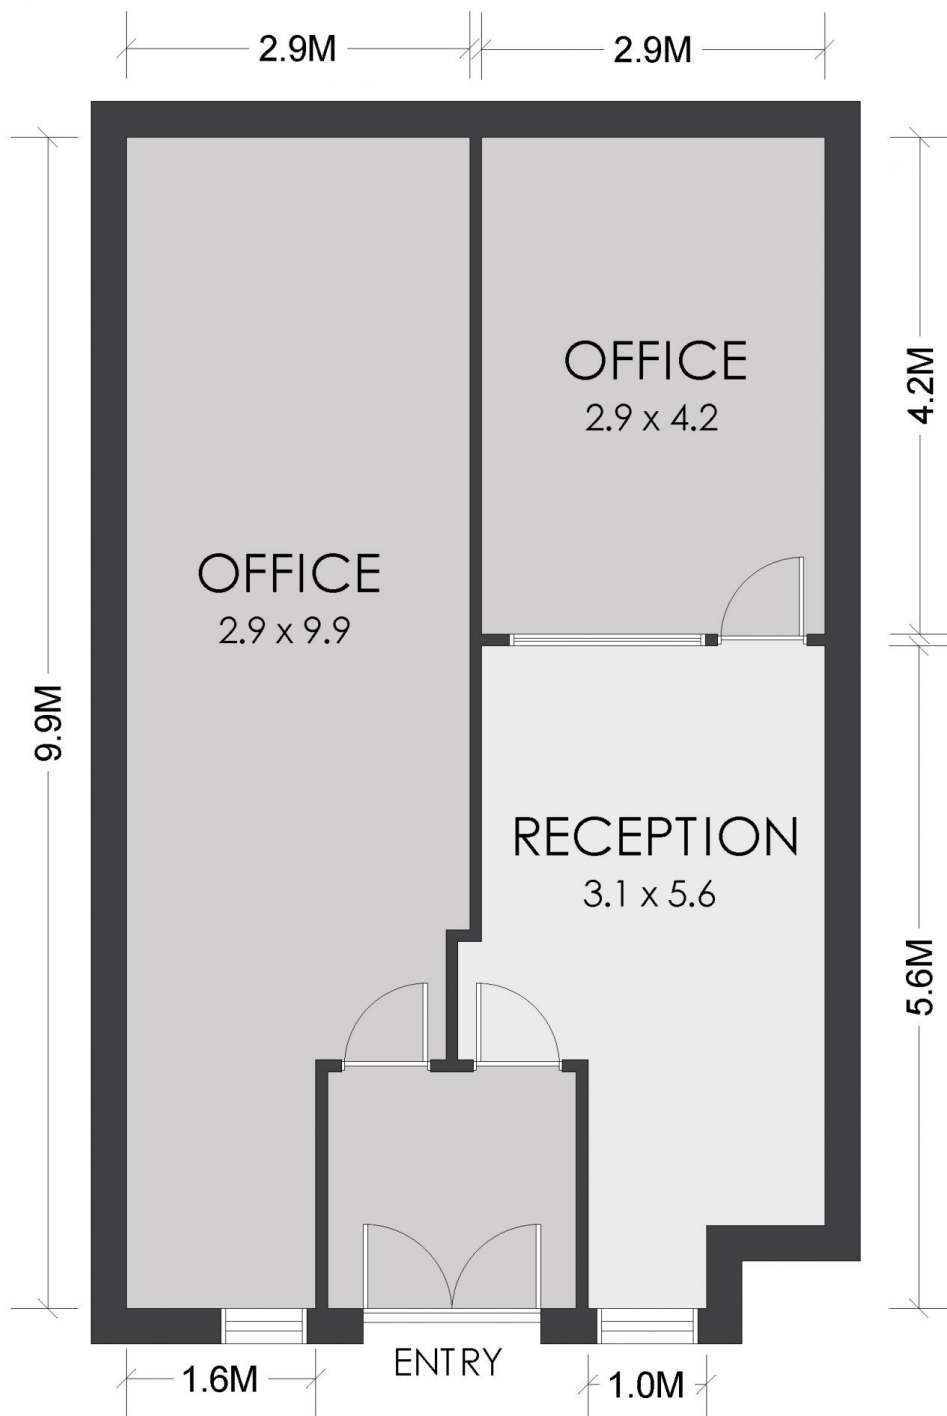 2.9M
2.9M
OFFICE
2.9 x 4.2
4.2M
OFFICE
2.9 x 9.9
9.9M
RECEPTION
3.1 x 5.6
5.6M
ENTRY
1.6M
1.0M